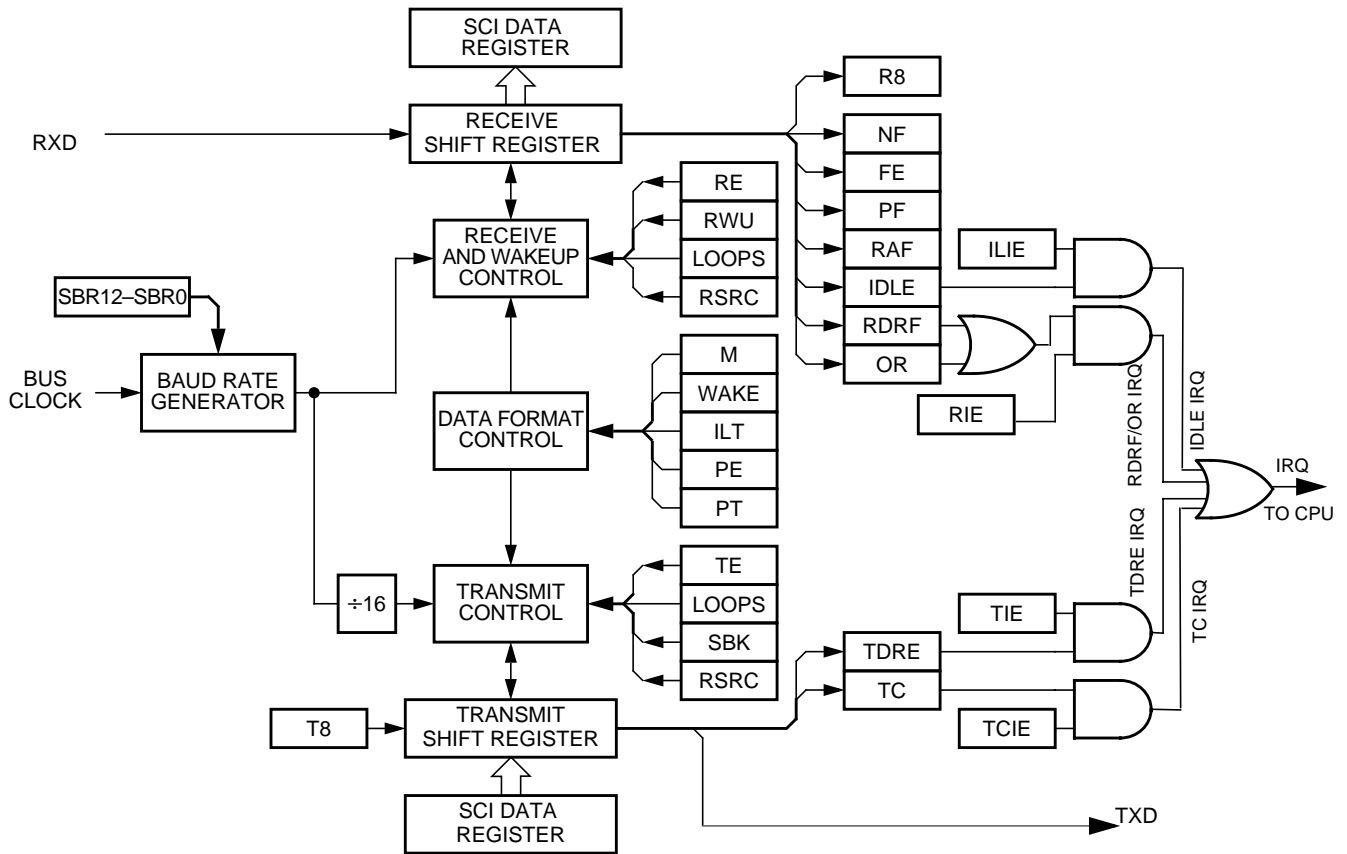 SCI DATA
REGISTER
R8
RXD
RECEIVE
SHIFT REGISTER
NF
FE
PF
RAF
IDLE
RDRF
OR
RE
RWU
LOOPS
RSRC
RECEIVE
AND WAKEUP
CONTROL
ILIE
RIE
SBR12–SBR0
BUS
CLOCK
BAUD RATE
GENERATOR
DATA FORMAT
CONTROL
M
WAKE
ILT
PE
PT
RDRF/OR IRQ
IDLE IRQ
TDRE IRQ
TC IRQ
IRQ
TO CPU
÷16
TRANSMIT
CONTROL
TE
LOOPS
SBK
RSRC
TIE
TDRE
TC
TCIE
T8
TRANSMIT
SHIFT REGISTER
SCI DATA
REGISTER
TXD